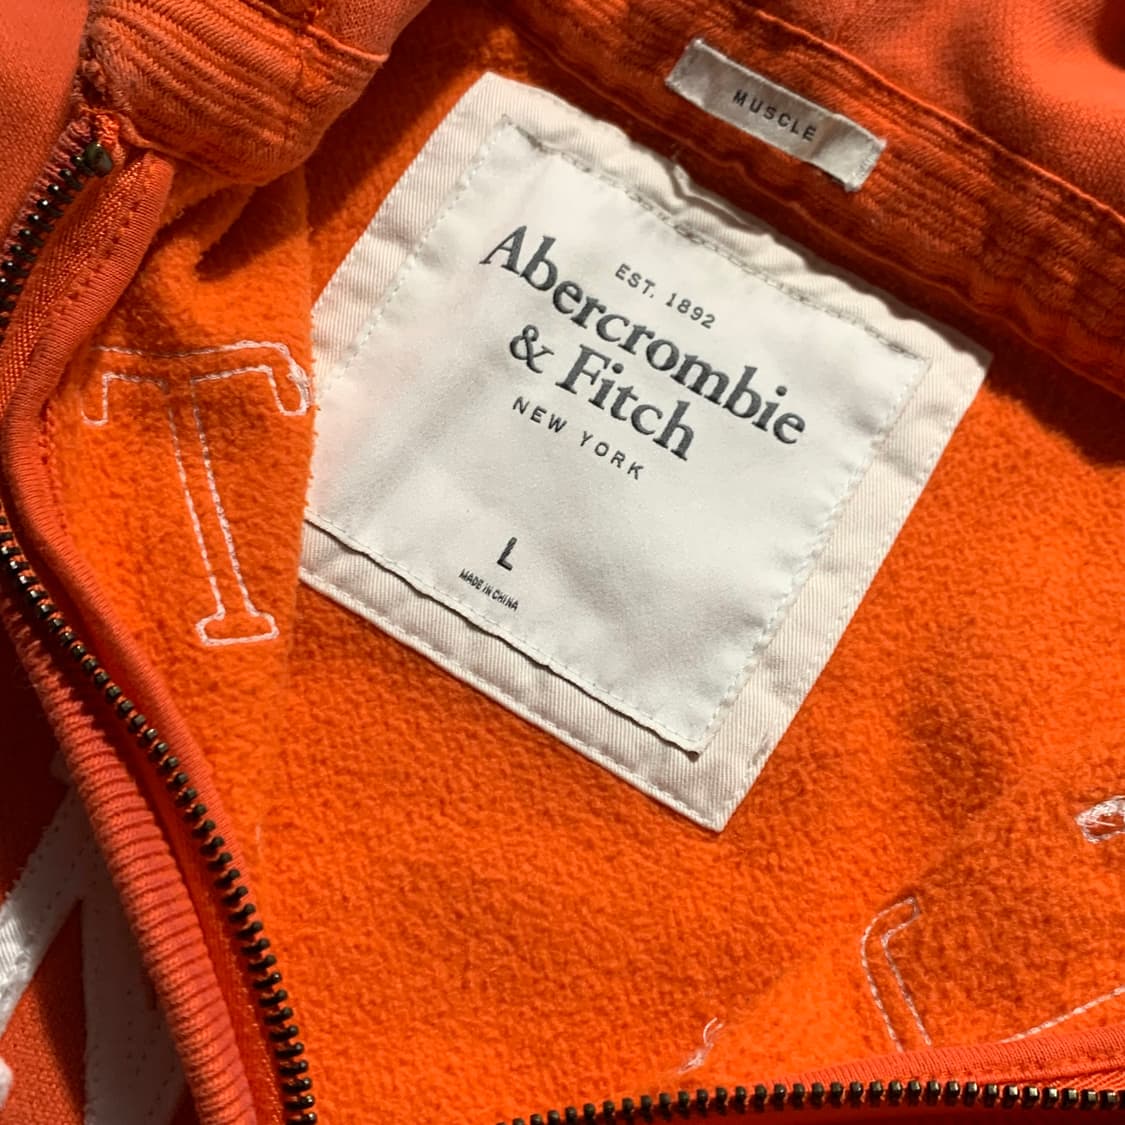 MUSCLE
EST. 1892
Abercrombie
& Fitch
NEW YORK
L
MADE IN CHINA
T